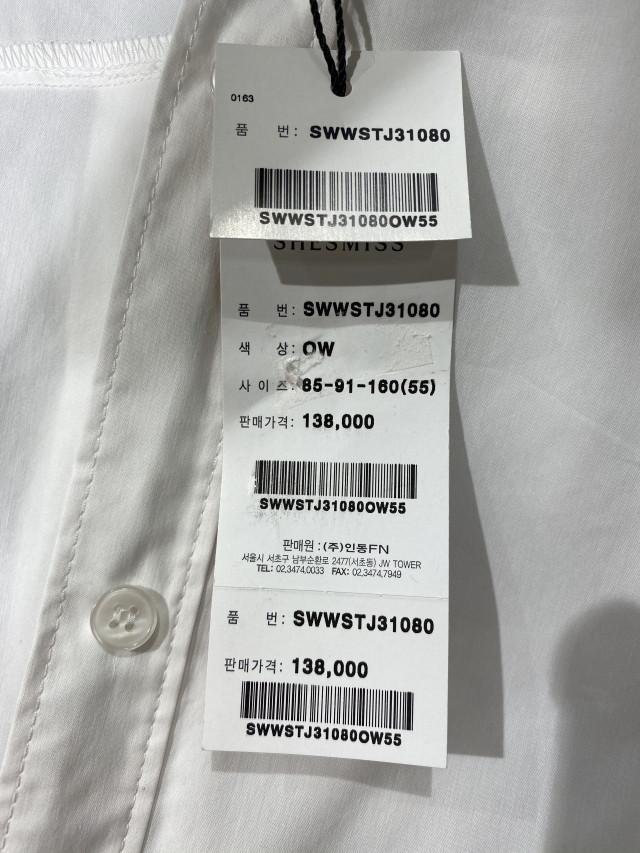 0163
품 번: SWWSTJ31080
SWWSTJ31080OW55
SHESMISS
품 번: SWWSTJ31080
색 상: OW
사 이 즈: 85-91-160(55)
판매가격: 138,000
SWWSTJ31080OW55
판매원 : (주)인동FN
서울시 서초구 남부순환로 2477(서초동) JW TOWER
TEL: 02.3474.0033 FAX: 02.3474.7949
품 번: SWWSTJ31080
판매가격: 138,000
SWWSTJ31080OW55